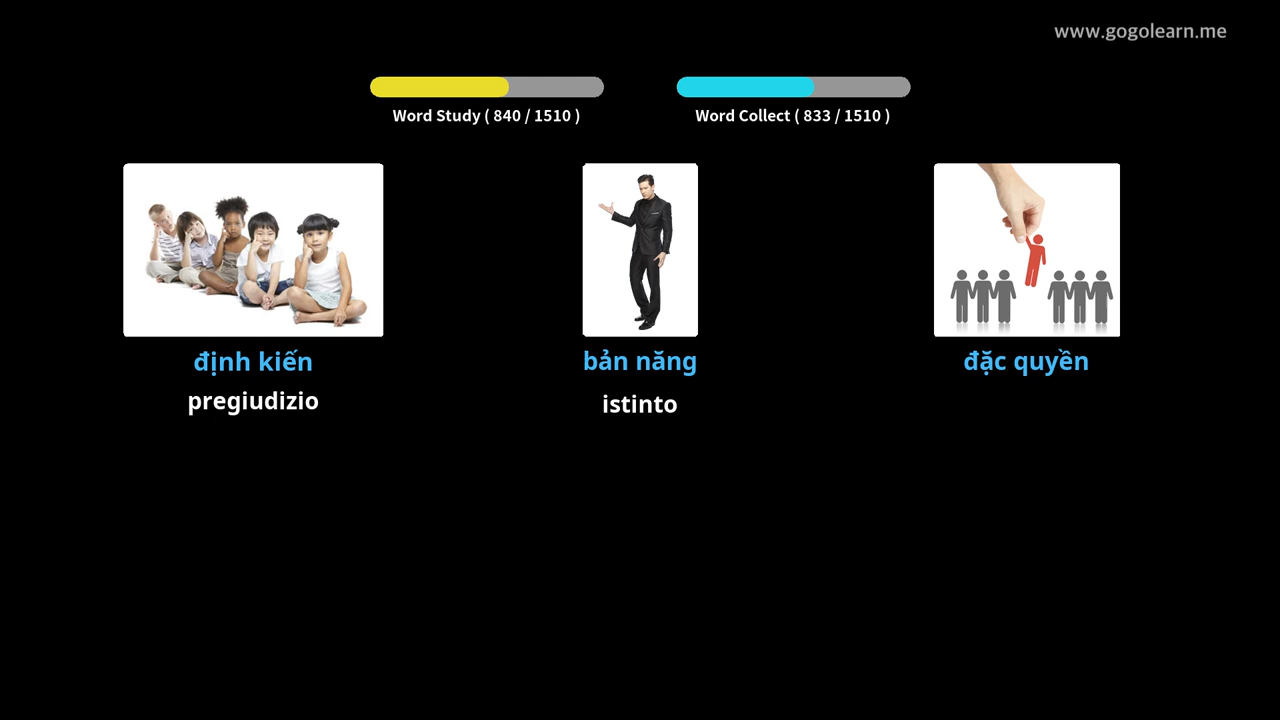 www.gogolearn.me
Word Study ( 840 / 1510 )
Word Collect ( 833 / 1510 )
định kiến
bản năng
đặc quyền
pregiudizio
istinto